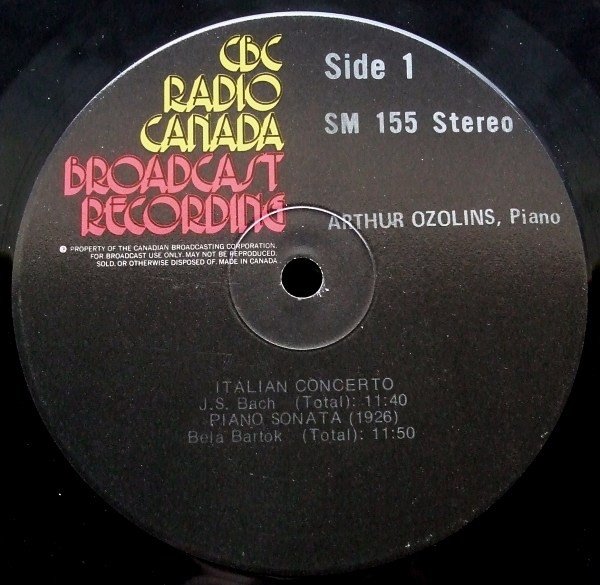 CBC
RADIO
CANADA
BROADCAST
RECORDING
PROPERTY OF THE CANADIAN BROADCASTING CORPORATION.
FOR BROADCAST USE ONLY. MAY NOT BE REPRODUCED.
SOLD, OR OTHERWISE DISPOSED OF. MADE IN CANADA
Side 1
SM 155 Stereo
ARTHUR OZOLINS, Piano
ITALIAN CONCERTO
J.S. Bach (Total): 11:40
PIANO SONATA (1926)
Bela Bartok (Total): 11:50